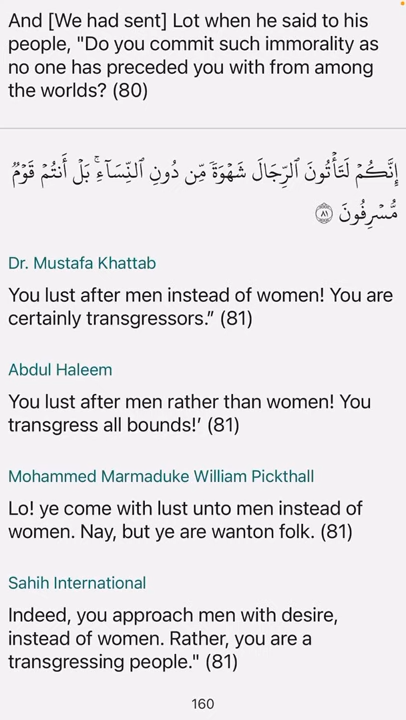 And [We had sent] Lot when he said to his
people, "Do you commit such immorality as
no one has preceded you with from among
the worlds? (80)
إِنَّكُمْ لَتَأْتُونَ ٱلرِّجَالَ شَهْوَةً مِّن دُونِ ٱلنِّسَآءِ ۚ بَلْ أَنتُمْ قَوْمٌ
مُّسْرِفُونَ ٨١
Dr. Mustafa Khattab
You lust after men instead of women! You are
certainly transgressors.” (81)
Abdul Haleem
You lust after men rather than women! You
transgress all bounds!’ (81)
Mohammed Marmaduke William Pickthall
Lo! ye come with lust unto men instead of
women. Nay, but ye are wanton folk. (81)
Sahih International
Indeed, you approach men with desire,
instead of women. Rather, you are a
transgressing people." (81)
160